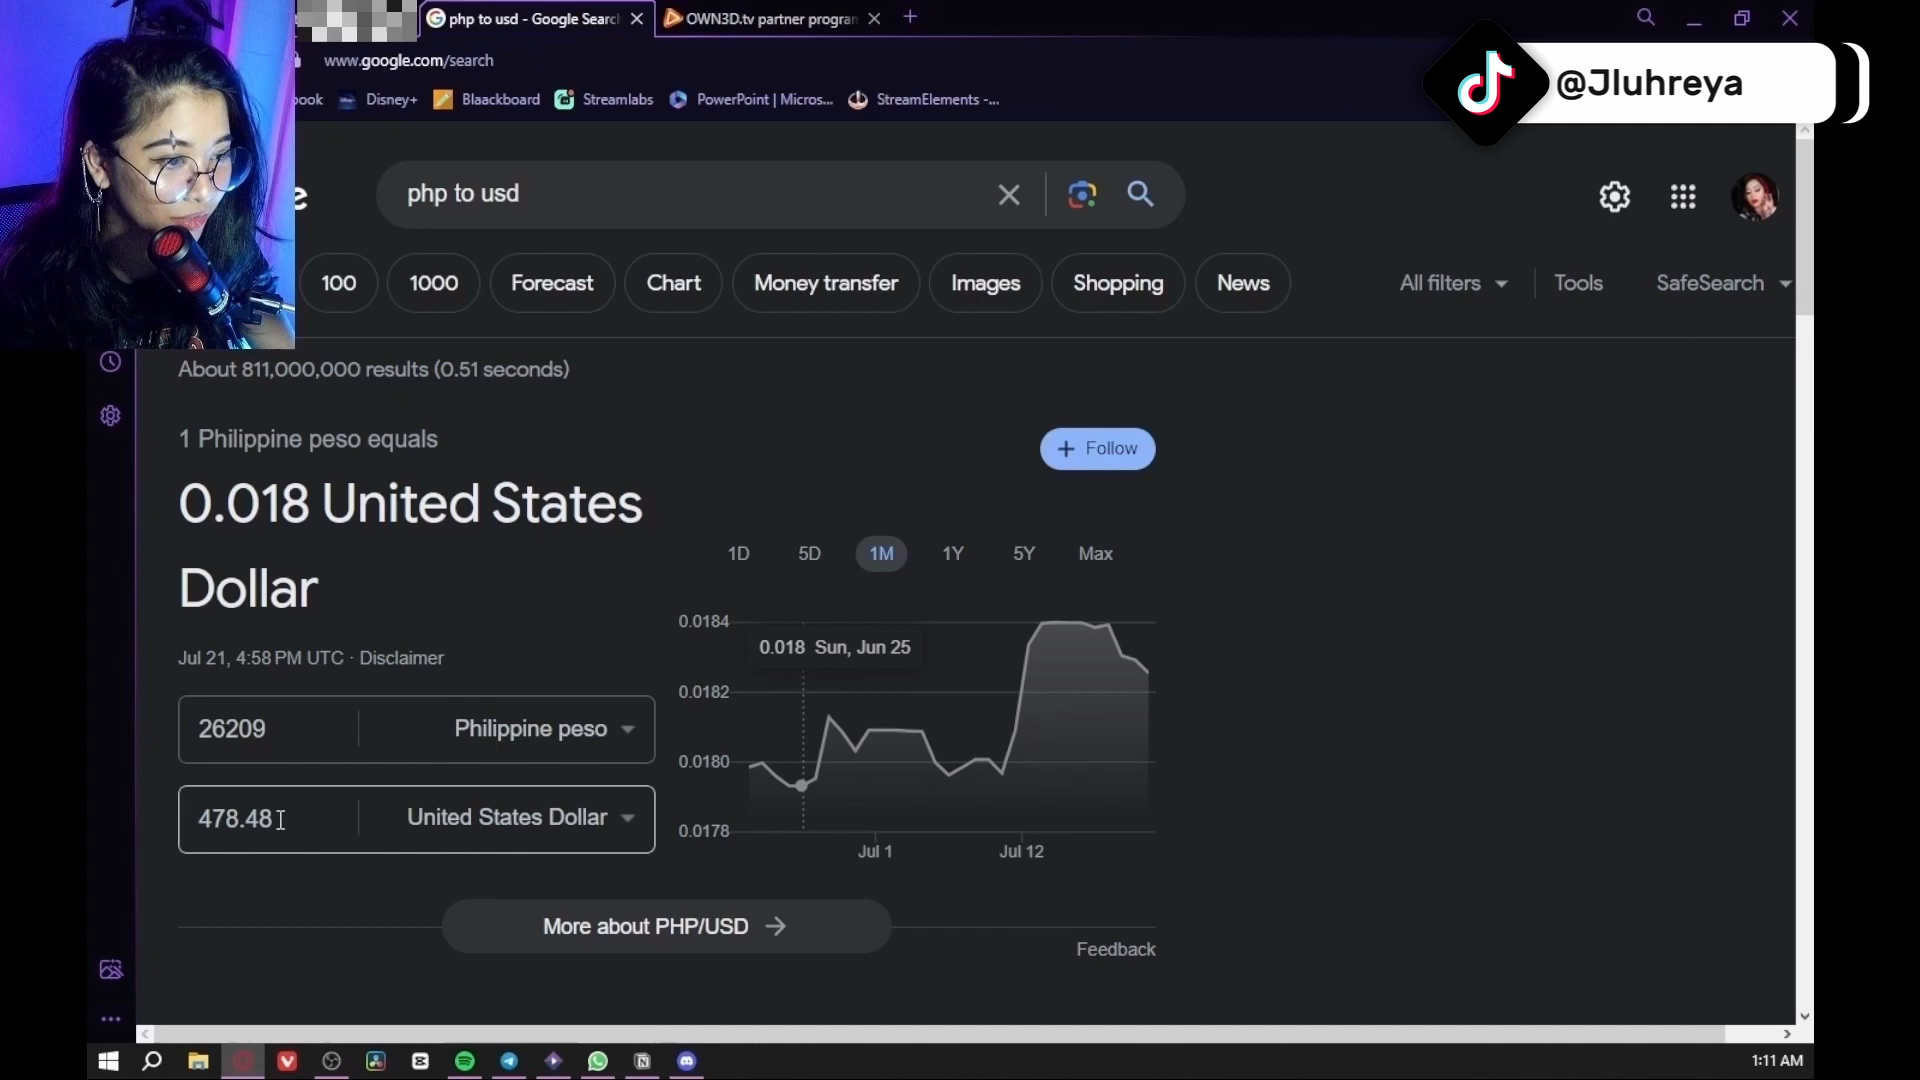 php to usd - Google Search
OWN3D.tv partner program
www.google.com/search
@Jluhreya
book
Disney+
Blaackboard
Streamlabs
PowerPoint | Micros...
StreamElements -...
e
php to usd
100
1000
Forecast
Chart
Money transfer
Images
Shopping
News
All filters
Tools
SafeSearch
About 811,000,000 results (0.51 seconds)
1 Philippine peso equals
Follow
0.018 United States
Dollar
Jul 21, 4:58 PM UTC · Disclaimer
26209
Philippine peso
478.48
United States Dollar
1D
5D
1M
1Y
5Y
Max
0.0184
0.018 Sun, Jun 25
0.0182
0.0180
0.0178
Jul 1
Jul 12
More about PHP/USD
Feedback
1:11 AM